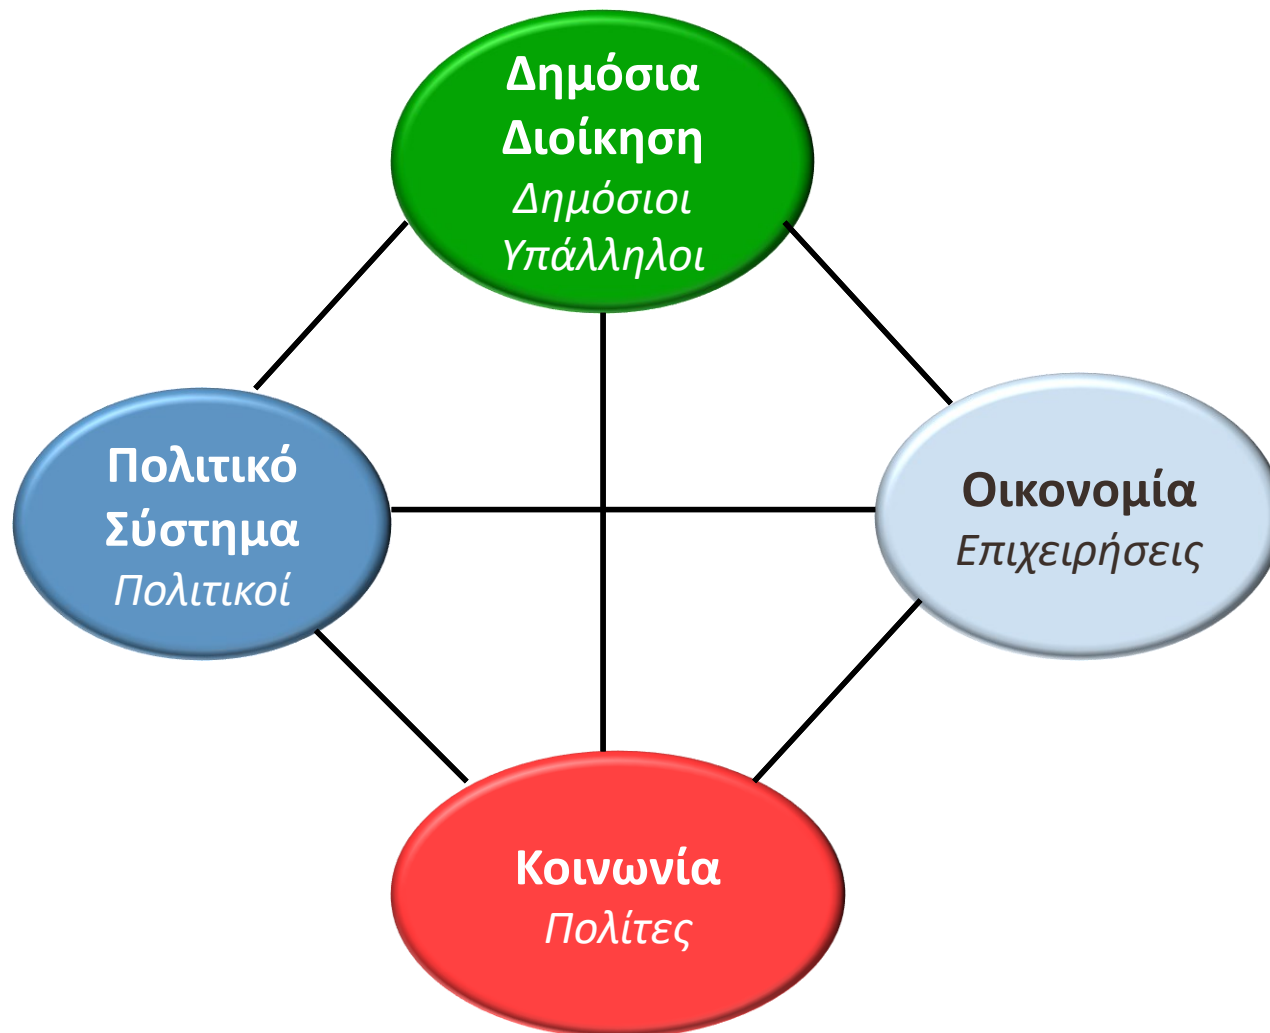 Δημόσια
Διοίκηση
Δημόσιοι
Υπάλληλοι
Πολιτικό
Σύστημα
Πολιτικοί
Οικονομία
Επιχειρήσεις
Κοινωνία
Πολίτες